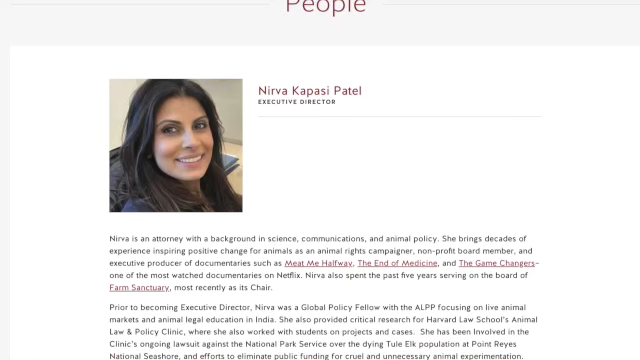 People
Nirva Kapasi Patel
EXECUTIVE DIRECTOR
Nirva is an attorney with a background in science, communications, and animal policy. She brings decades of
experience inspiring positive change for animals as an animal rights campaigner, non-profit board member, and
executive producer of documentaries such as Meat Me Halfway, The End of Medicine, and The Game Changers–
one of the most watched documentaries on Netflix. Nirva also spent the past five years serving on the board of
Farm Sanctuary, most recently as its Chair.
Prior to becoming Executive Director, Nirva was a Global Policy Fellow with the ALPP focusing on live animal
markets and animal legal education in India. She also provided critical research for Harvard Law School's Animal
Law & Policy Clinic, where she also worked with students on projects and cases. She has been Involved in the
Clinic's ongoing lawsuit against the National Park Service over the dying Tule Elk population at Point Reyes
National Seashore, and efforts to eliminate public funding for cruel and unnecessary animal experimentation.